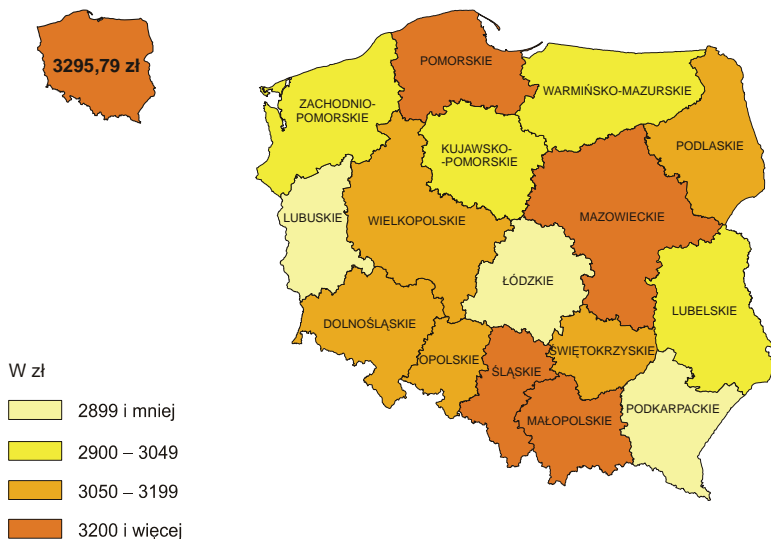 3295,79 zł
POMORSKIE
WARMIŃSKO-MAZURSKIE
ZACHODNIO-
POMORSKIE
KUJAWSKO-
-POMORSKIE
PODLASKIE
LUBUSKIE
WIELKOPOLSKIE
MAZOWIECKIE
ŁÓDZKIE
LUBELSKIE
DOLNOŚLĄSKIE
OPOLSKIE
ŚLĄSKIE
ŚWIĘTOKRZYSKIE
MAŁOPOLSKIE
PODKARPACKIE
W zł
2899 i mniej
2900 – 3049
3050 – 3199
3200 i więcej